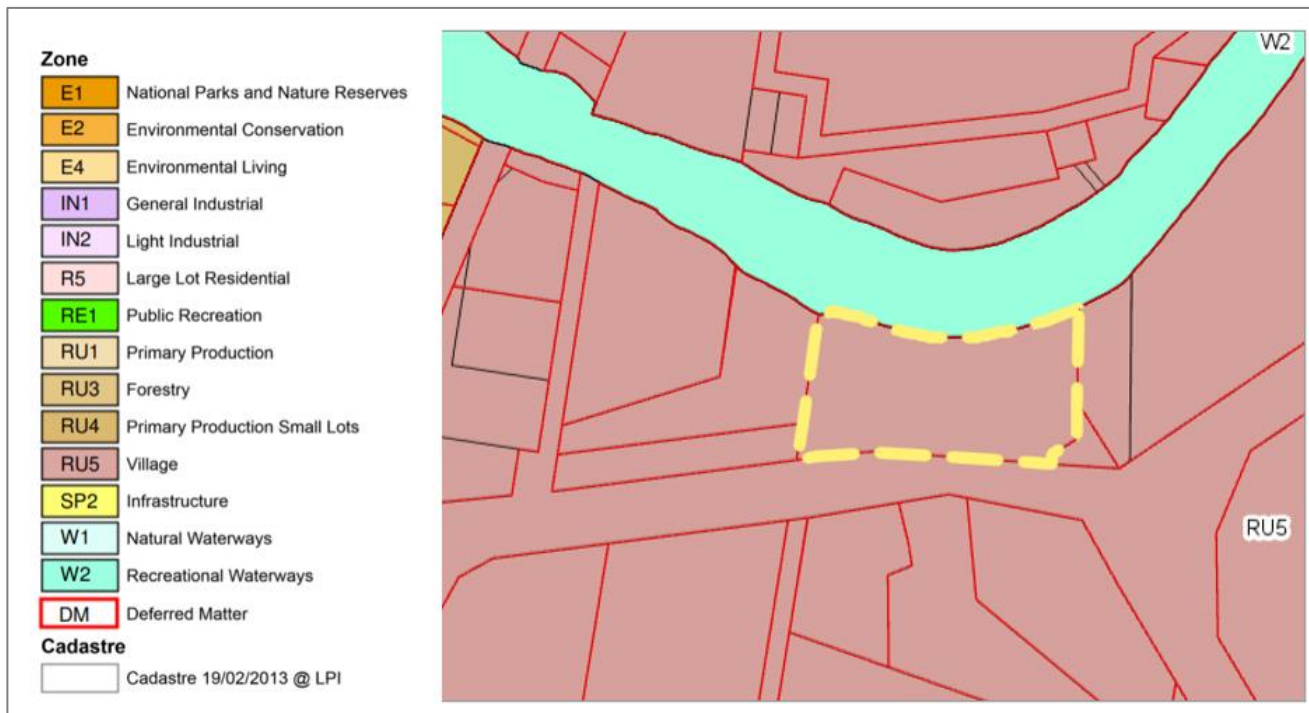 Zone
E1 National Parks and Nature Reserves
E2 Environmental Conservation
E4 Environmental Living
IN1 General Industrial
IN2 Light Industrial
R5 Large Lot Residential
RE1 Public Recreation
RU1 Primary Production
RU3 Forestry
RU4 Primary Production Small Lots
RU5 Village
SP2 Infrastructure
W1 Natural Waterways
W2 Recreational Waterways
DM Deferred Matter
Cadastre
Cadastre 19/02/2013 @ LPI
W2
RU5